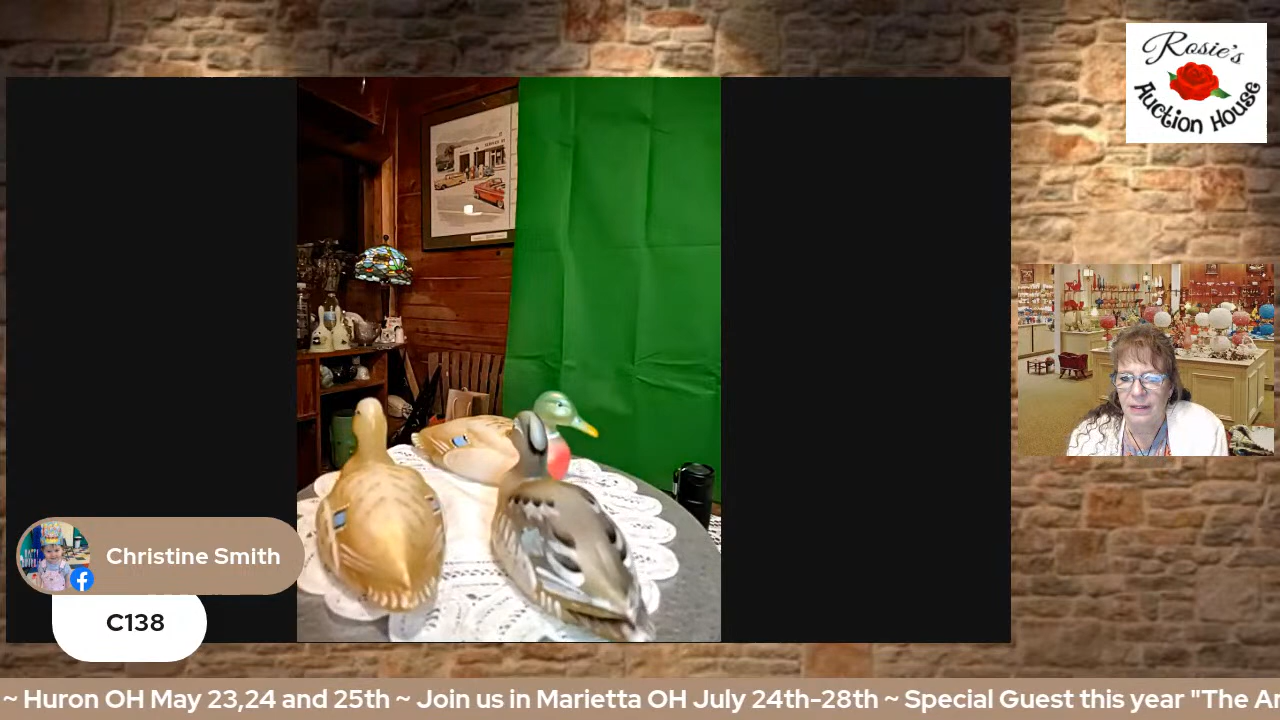 Rosie's
Auction House
Christine Smith
C138
~ Huron OH May 23,24 and 25th ~ Join us in Marietta OH July 24th-28th ~ Special Guest this year "The Ar